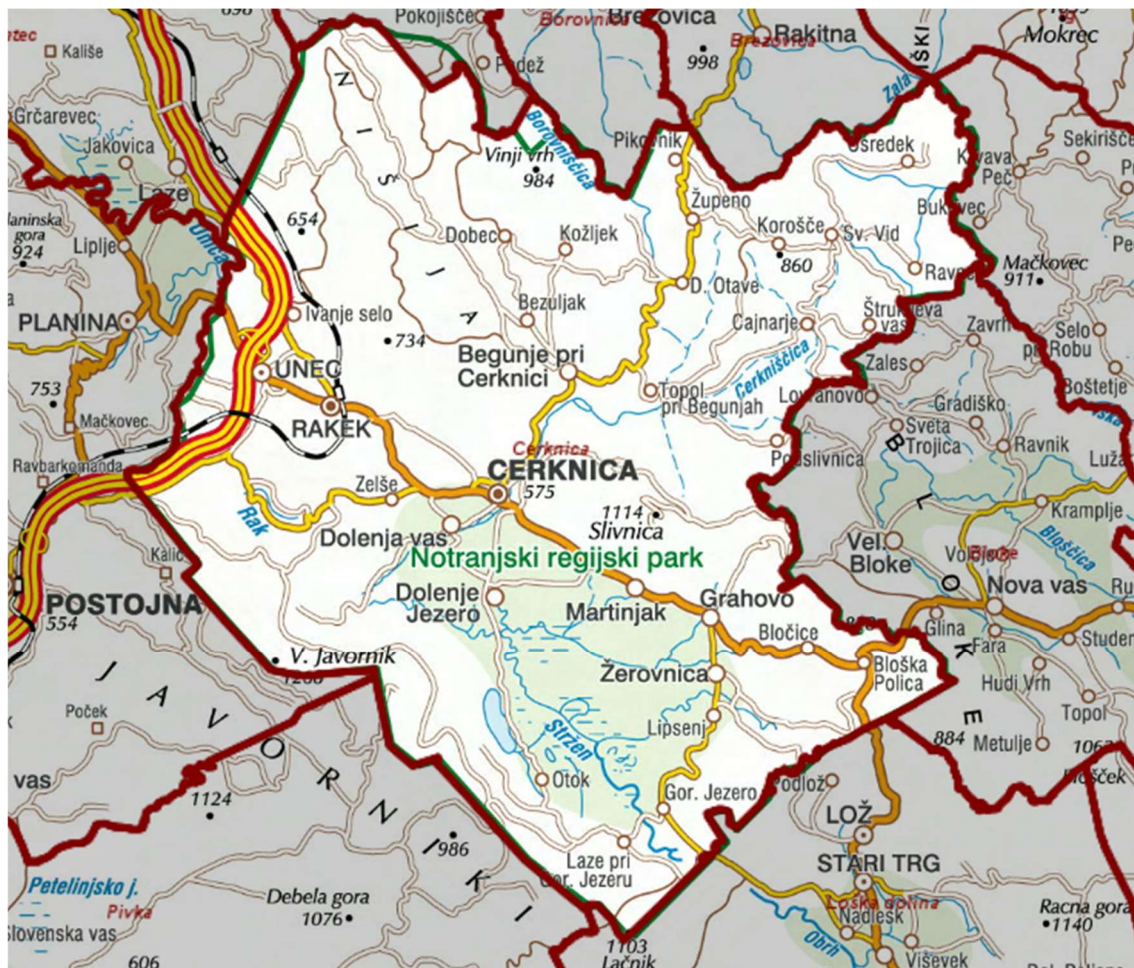 Pokojišče
Borovnica
Brezovica
Rakitna
Brezovica
998
Mokrec
IŠKI
Kališe
Padež
Zala
Grčarevec
Jakovica
Laze
N
I
Š
I
J
A
Vinji vrh
984
Borovniščica
Pikovnik
Osredek
Sekirišče
Krvava
Peč
Planinska
gora
924
Liplje
Unica
654
Dobec
Kožljek
Župeno
Korošče
860
Sv. Vid
Bukovec
Mačkovec
911
PLANINA
Ivanje selo
Bezuljak
D. Otave
Ravne
Cajnarje
Štrukljeva
vas
Zavrh
Selo
pri Robu
734
Begunje pri
Cerknici
Cerkniščica
Zales
Boštetje
753
UNEC
Topol
pri Begunjah
Lovranovo
Gradiško
Mačkovec
RAKEK
Sveta
Trojica
Ravnik
Iška
Cerknica
Podslivnica
Ravbarkomanda
CERKNICA
575
Zelše
Rak
1114
Slivnica
B
L
O
K
E
Kramplje
Dolenja vas
Vel.
Bloke
Bloke
Bloščica
Kalic
Notranjski regijski park
POSTOJNA
554
Dolenje
Jezero
Martinjak
Grahovo
Nova vas
Bločice
Glina
Fara
V. Javornik
1268
Žerovnica
Bloška
Polica
Hudi Vrh
J
A
V
O
R
N
I
K
I
Poček
Lipsenj
Topol
Stržen
884
Metulje
vas
Otok
Gor. Jezero
Podlož
1124
LOŽ
986
Laze pri
Gor. Jezeru
STARI TRG
Petelinjsko j.
Pivka
Debela gora
1076
Loška dolina
Nadlesk
Racna gora
1140
Slovenska vas
606
1103
Lačnik
Obrh
Viševek